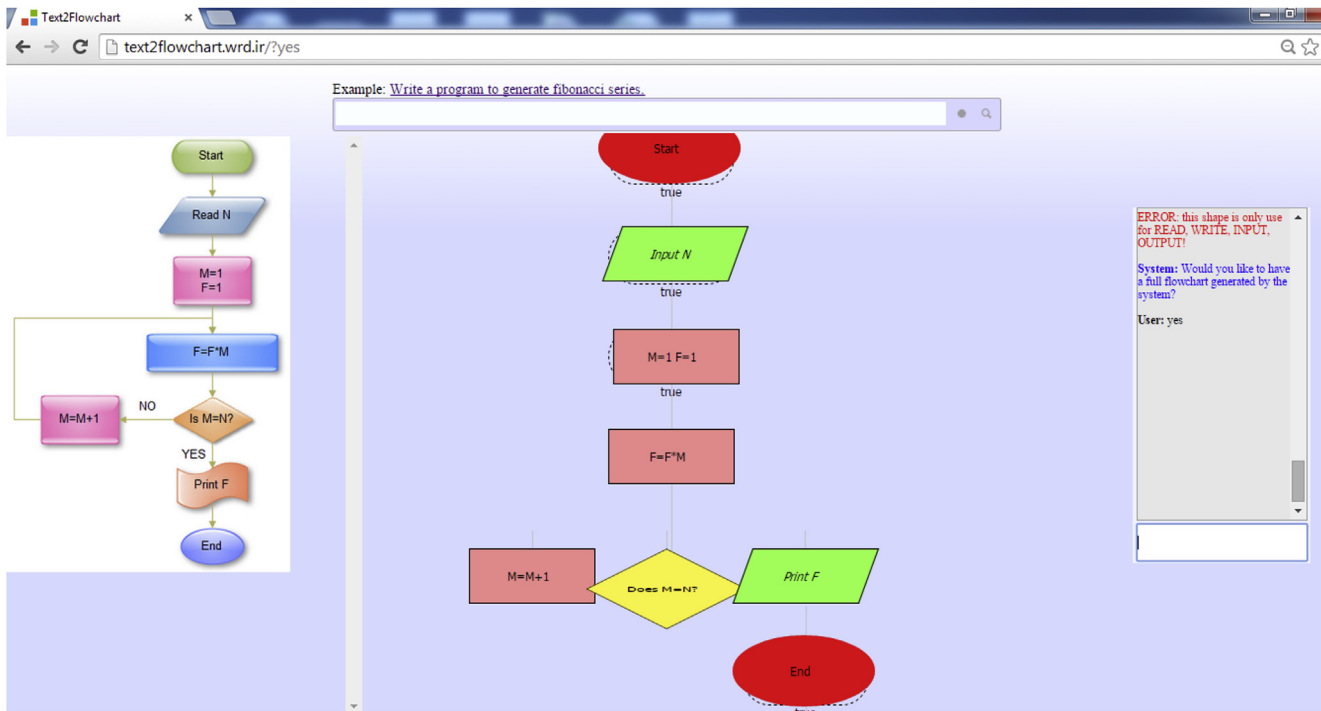 Text2Flowchart
text2flowchart.wrd.ir/?yes
Example: Write a program to generate fibonacci series.
Start
Read N
M=1
F=1
F=F*M
M=M+1
NO
Is M=N?
YES
Print F
End
Start
true
Input N
true
M=1 F=1
true
F=F*M
M=M+1
Does M=N?
Print F
End
true
ERROR: this shape is only use
for READ, WRITE, INPUT,
OUTPUT!
System: Would you like to have
a full flowchart generated by the
system?
User: yes